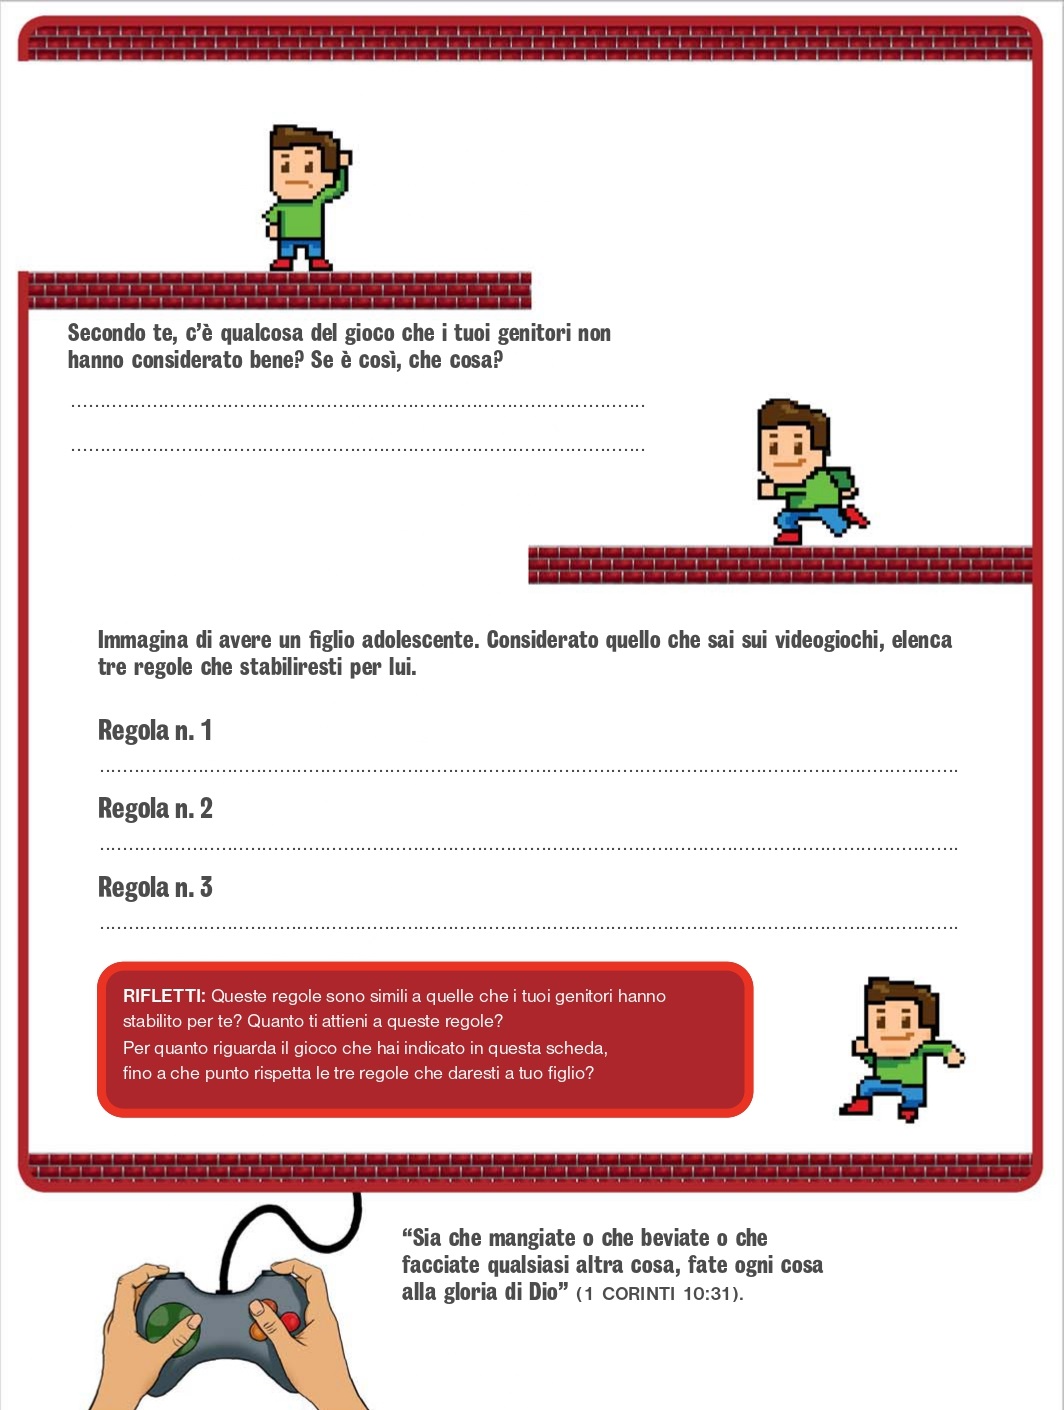 Secondo te, c’è qualcosa del gioco che i tuoi genitori non
hanno considerato bene? Se è così, che cosa?
Immagina di avere un figlio adolescente. Considerato quello che sai sui videogiochi, elenca
tre regole che stabiliresti per lui.
Regola n. 1
Regola n. 2
Regola n. 3
RIFLETTI: Queste regole sono simili a quelle che i tuoi genitori hanno
stabilito per te? Quanto ti attieni a queste regole?
Per quanto riguarda il gioco che hai indicato in questa scheda,
fino a che punto rispetta le tre regole che daresti a tuo figlio?
“Sia che mangiate o che beviate o che
facciate qualsiasi altra cosa, fate ogni cosa
alla gloria di Dio” (1 CORINTI 10:31).